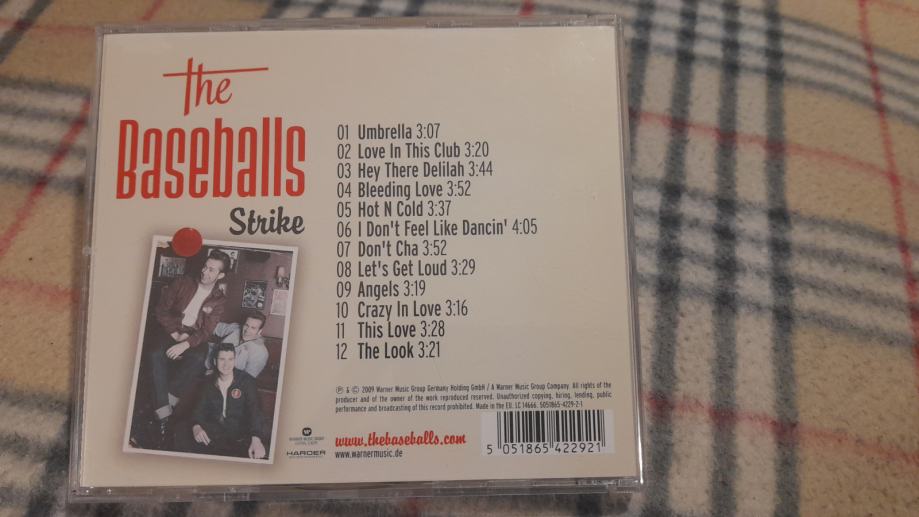 the
Baseballs
Strike
01 Umbrella 3:07
02 Love In This Club 3:20
03 Hey There Delilah 3:44
04 Bleeding Love 3:52
05 Hot N Cold 3:37
06 I Don't Feel Like Dancin' 4:05
07 Don't Cha 3:52
08 Let's Get Loud 3:29
09 Angels 3:19
10 Crazy In Love 3:16
11 This Love 3:28
12 The Look 3:21
℗ & © 2009 Warner Music Group Germany Holding GmbH / A Warner Music Group Company. All rights of the
producer and of the owner of the work reproduced reserved. Unauthorized copying, hiring, lending, public
performance and broadcasting of this record prohibited. Made in the EU. LC 14666. 5051865-4229-2-1
HARDER
www.thebaseballs.com
www.warnermusic.de
5 051865 422921